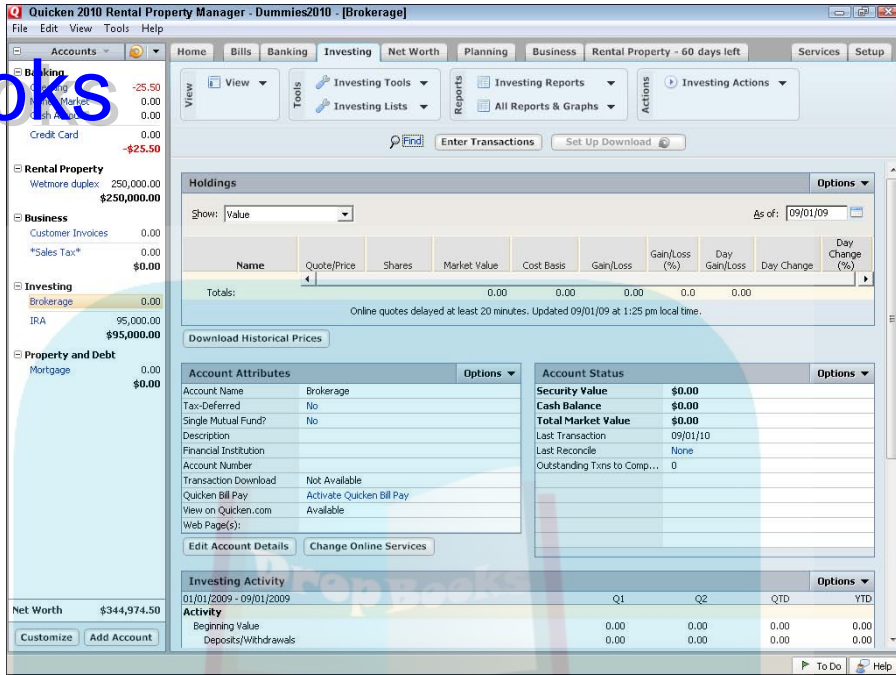 Quicken 2010 Rental Property Manager - Dummies2010 - [Brokerage]
File Edit View Tools Help
Accounts
Home Bills Banking Investing Net Worth Planning Business Rental Property - 60 days left Services Setup
oks
Banking
-25.50
Market 0.00
0.00
Credit Card 0.00
-$25.50
Rental Property
Wetmore duplex 250,000.00
$250,000.00
Business
Customer Invoices 0.00
*Sales Tax* 0.00
$0.00
Investing
Brokerage 0.00
IRA 95,000.00
$95,000.00
Property and Debt
Mortgage 0.00
$0.00
Net Worth $344,974.50
Customize Add Account
View View
Tools Investing Tools
Investing Lists
Reports Investing Reports
All Reports & Graphs
Actions Investing Actions
Find Enter Transactions Set Up Download
Holdings Options
Show: Value As of: 09/01/09
Name Quote/Price Shares Market Value Cost Basis Gain/Loss Gain/Loss (%) Day Gain/Loss Day Change Day Change (%)
Totals: 0.00 0.00 0.00 0.0 0.00
Online quotes delayed at least 20 minutes. Updated 09/01/09 at 1:25 pm local time.
Download Historical Prices
Account Attributes Options
Account Name Brokerage
Tax-Deferred No
Single Mutual Fund? No
Description
Financial Institution
Account Number
Transaction Download Not Available
Quicken Bill Pay Activate Quicken Bill Pay
View on Quicken.com Available
Web Page(s):
Edit Account Details Change Online Services
Account Status Options
Security Value $0.00
Cash Balance $0.00
Total Market Value $0.00
Last Transaction 09/01/10
Last Reconcile None
Outstanding Txns to Comp... 0
DropBooks
Investing Activity Options
01/01/2009 - 09/01/2009 Q1 Q2 QTD YTD
Activity
Beginning Value 0.00 0.00 0.00 0.00
Deposits/Withdrawals 0.00 0.00 0.00 0.00
To Do Help